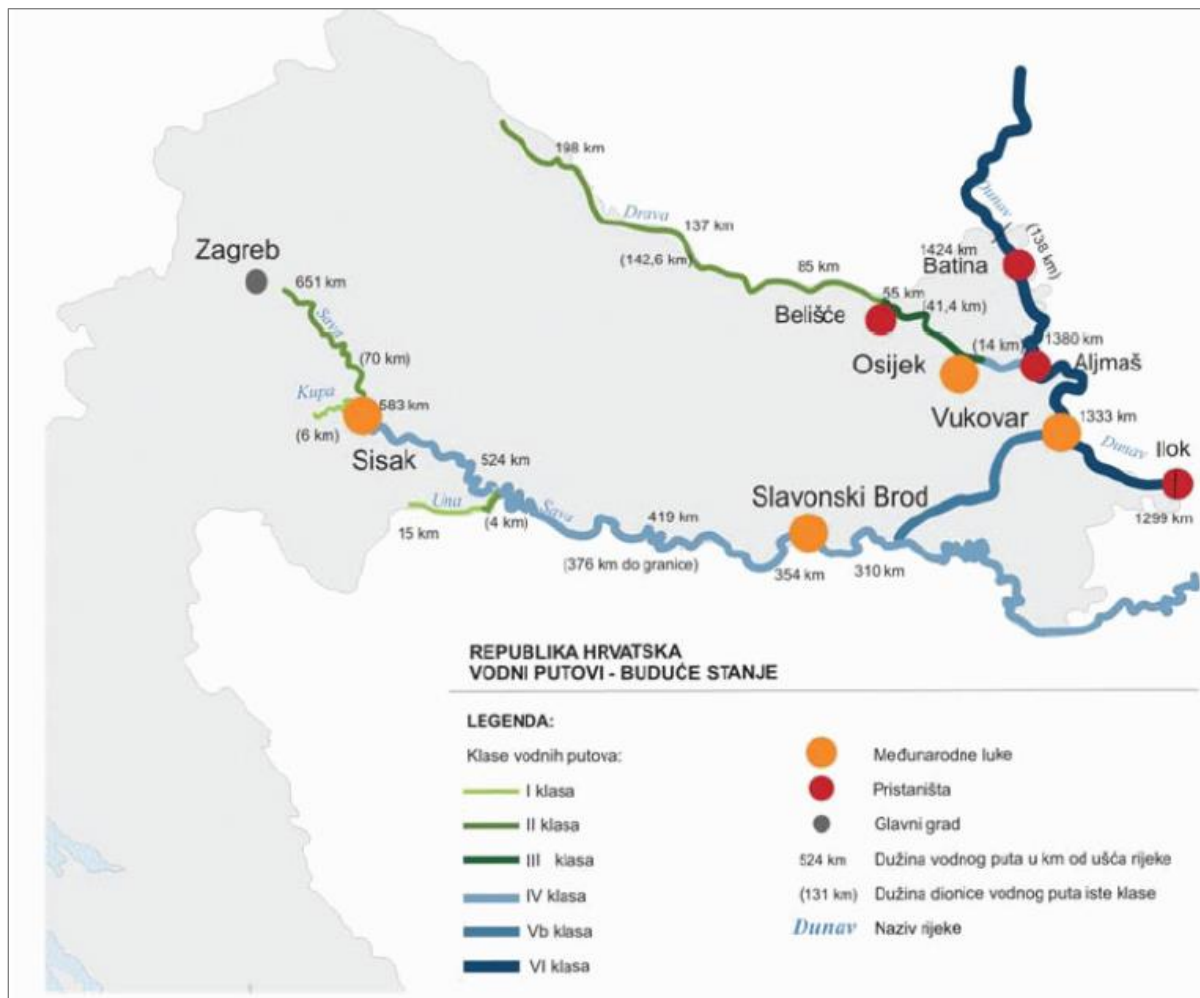 198 km
Drava
137 km
(142,6 km)
85 km
Dunav
(138 km)
1424 km
Batina
Zagreb
651 km
Sava
(70 km)
Kupa
(6 km)
583 km
Sisak
Belišće
55 km
(41,4 km)
(14 km)
1380 km
Osijek
Aljmaš
Vukovar
1333 km
Dunav
Ilok
1299 km
524 km
Una
(4 km)
15 km
Sava
419 km
(376 km do granice)
Slavonski Brod
354 km
310 km
REPUBLIKA HRVATSKA
VODNI PUTOVI - BUDUĆE STANJE
LEGENDA:
Klase vodnih putova:
I klasa
II klasa
III klasa
IV klasa
Vb klasa
VI klasa
Međunarodne luke
Pristaništa
Glavni grad
524 km Dužina vodnog puta u km od ušća rijeke
(131 km) Dužina dionice vodnog puta iste klase
Dunav Naziv rijeke